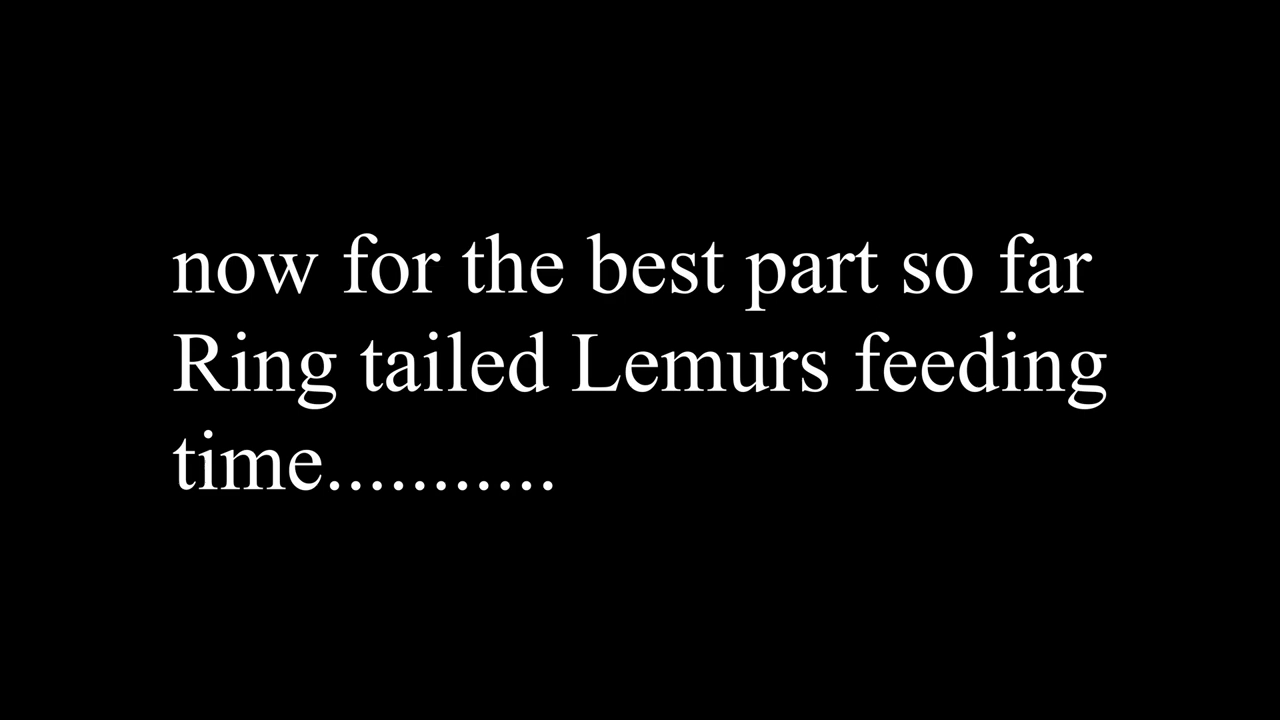 now for the best part so far
Ring tailed Lemurs feeding
time...........